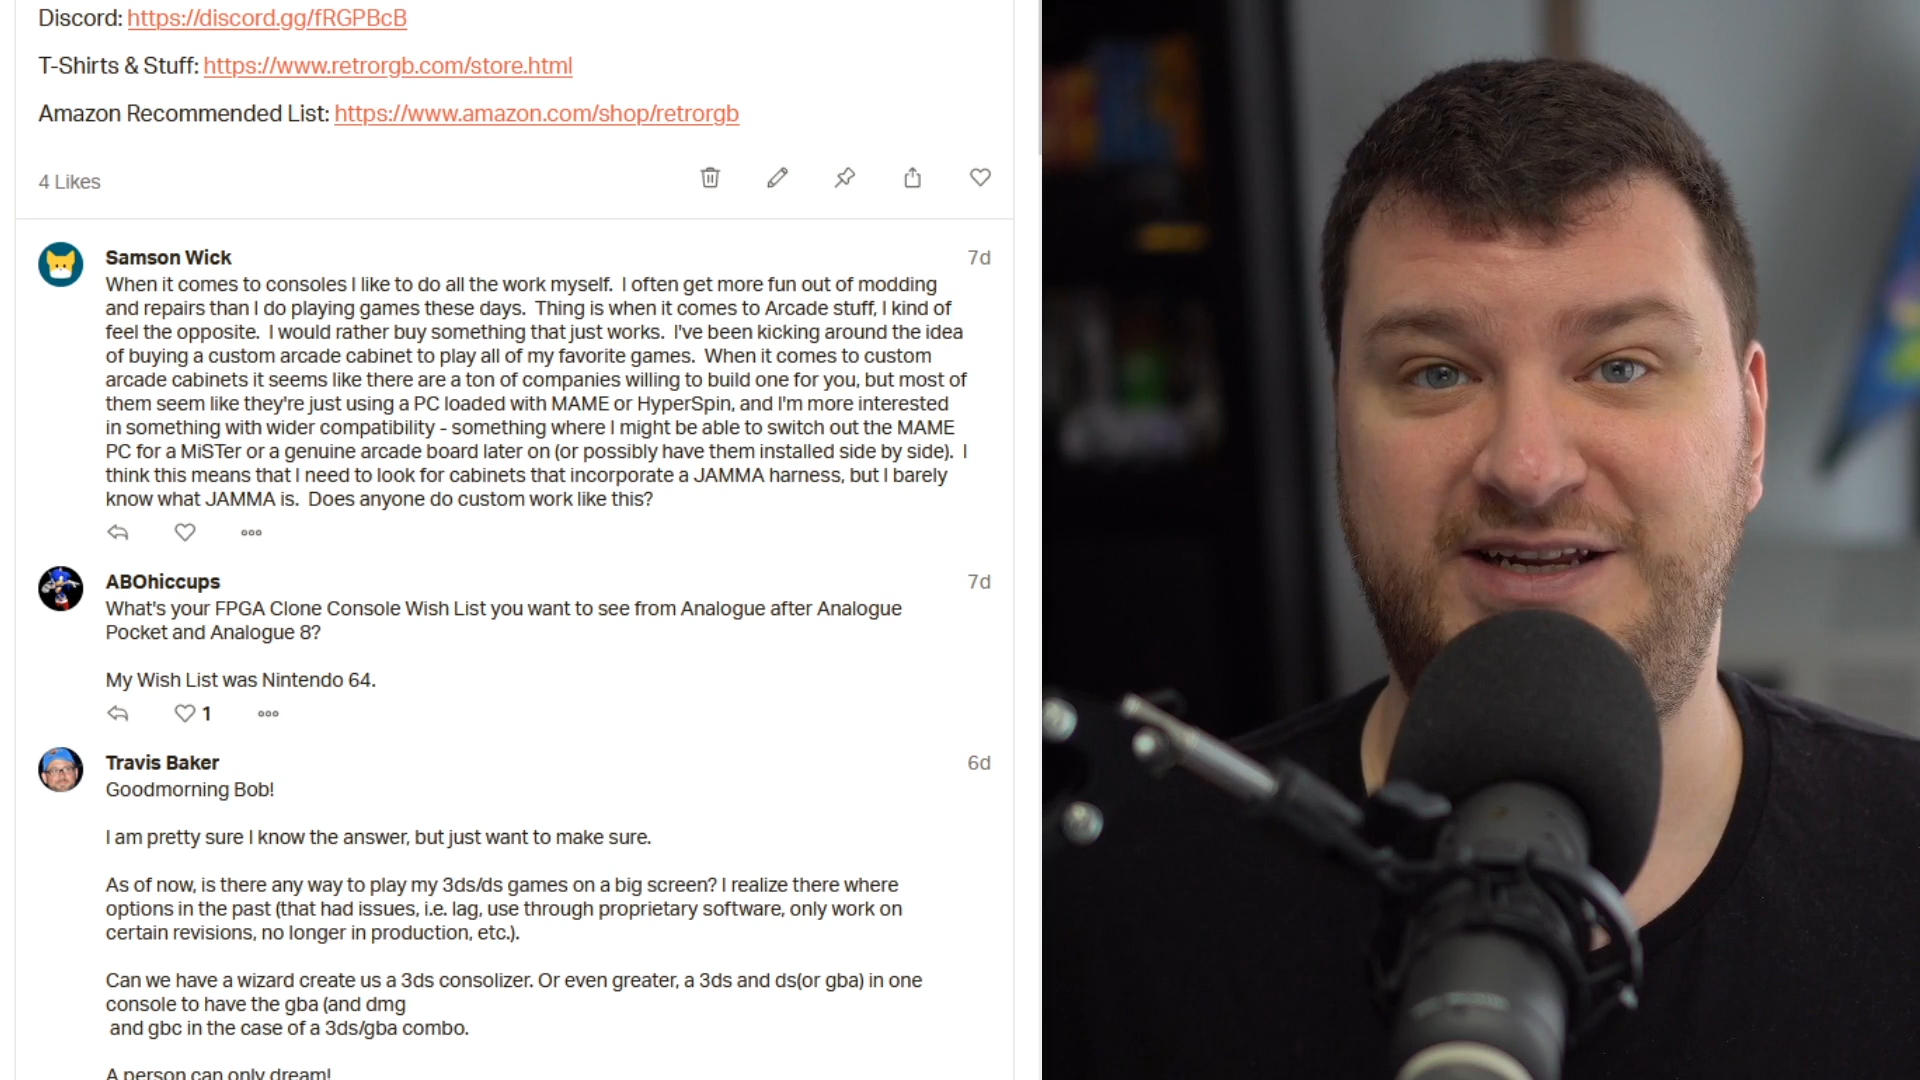 Discord: https://discord.gg/fRGPBcB
T-Shirts & Stuff: https://www.retrorgb.com/store.html
Amazon Recommended List: https://www.amazon.com/shop/retrorgb
4 Likes
Samson Wick 7d
When it comes to consoles I like to do all the work myself.  I often get more fun out of modding
and repairs than I do playing games these days.  Thing is when it comes to Arcade stuff, I kind of
feel the opposite.  I would rather buy something that just works.  I've been kicking around the idea
of buying a custom arcade cabinet to play all of my favorite games.  When it comes to custom
arcade cabinets it seems like there are a ton of companies willing to build one for you, but most of
them seem like they're just using a PC loaded with MAME or HyperSpin, and I'm more interested
in something with wider compatibility - something where I might be able to switch out the MAME
PC for a MiSTer or a genuine arcade board later on (or possibly have them installed side by side).  I
think this means that I need to look for cabinets that incorporate a JAMMA harness, but I barely
know what JAMMA is.  Does anyone do custom work like this?
ABOhiccups 7d
What's your FPGA Clone Console Wish List you want to see from Analogue after Analogue
Pocket and Analogue 8?
My Wish List was Nintendo 64.
1
Travis Baker 6d
Goodmorning Bob!
I am pretty sure I know the answer, but just want to make sure.
As of now, is there any way to play my 3ds/ds games on a big screen? I realize there where
options in the past (that had issues, i.e. lag, use through proprietary software, only work on
certain revisions, no longer in production, etc.).
Can we have a wizard create us a 3ds consolizer. Or even greater, a 3ds and ds(or gba) in one
console to have the gba (and dmg
and gbc in the case of a 3ds/gba combo.
A person can only dream!